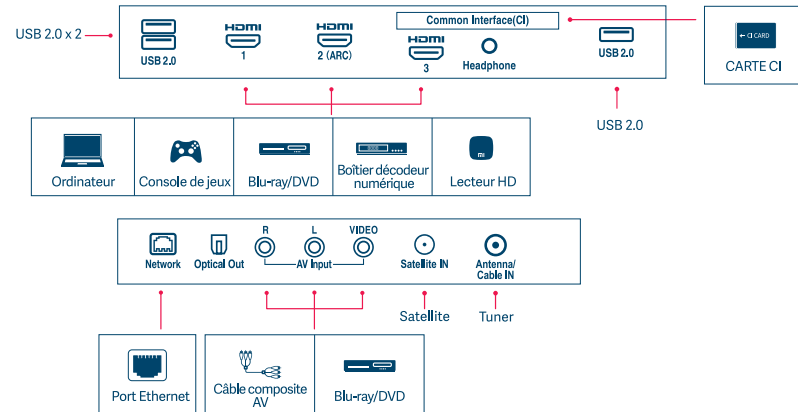 USB 2.0 x 2
USB 2.0
HDMI
1
HDMI
2 (ARC)
Common Interface(CI)
HDMI
3
Headphone
USB 2.0
← CI CARD
CARTE CI
USB 2.0
Ordinateur
Console de jeux
Blu-ray/DVD
Boîtier décodeur
numérique
MI
Lecteur HD
Network
Optical Out
R
L
VIDEO
AV Input
Satellite IN
Antenna/
Cable IN
Satellite
Tuner
Port Ethernet
Câble composite
AV
Blu-ray/DVD